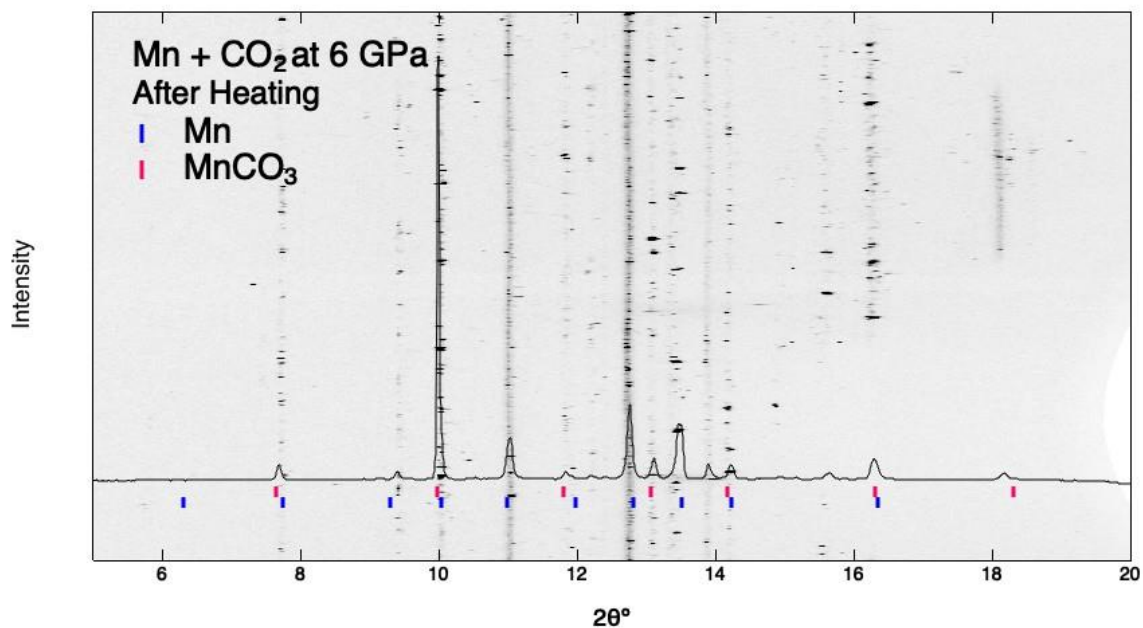 Mn + CO₂ at 6 GPa
After Heating
Mn
MnCO₃
Intensity
6 8 10 12 14 16 18 20
2θ°